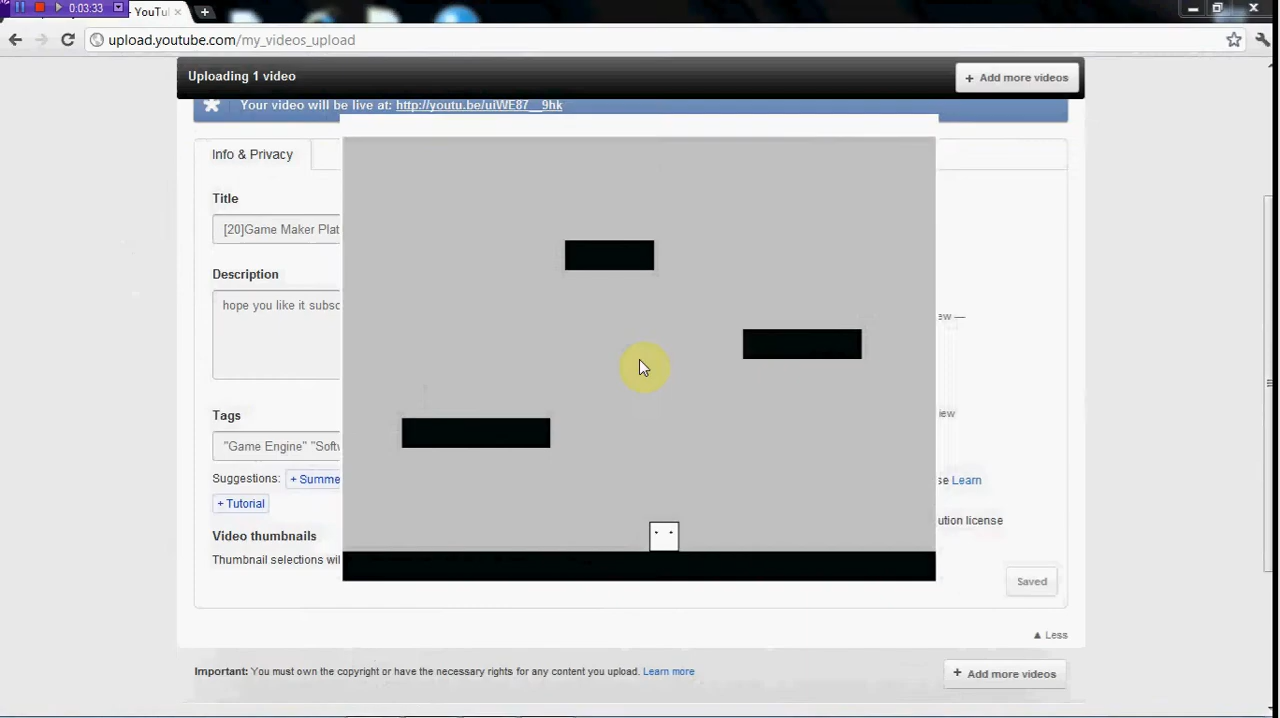 0:03:33
- YouTu
upload.youtube.com/my_videos_upload
Uploading 1 video
+ Add more videos
Your video will be live at: http://youtu.be/uiWE87__9hk
Info & Privacy
Title
[20]Game Maker Plat
Description
hope you like it subsc
ew —
ew
Tags
"Game Engine" "Softw
Suggestions: + Summe
se Learn
+ Tutorial
ution license
Video thumbnails
Thumbnail selections wil
Saved
▲ Less
Important: You must own the copyright or have the necessary rights for any content you upload. Learn more
+ Add more videos